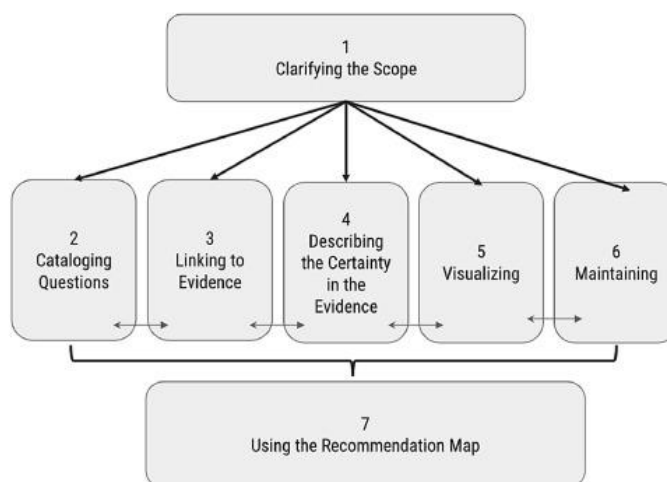 1
Clarifying the Scope
2
Cataloging
Questions
3
Linking to
Evidence
4
Describing
the Certainty
in the
Evidence
5
Visualizing
6
Maintaining
7
Using the Recommendation Map